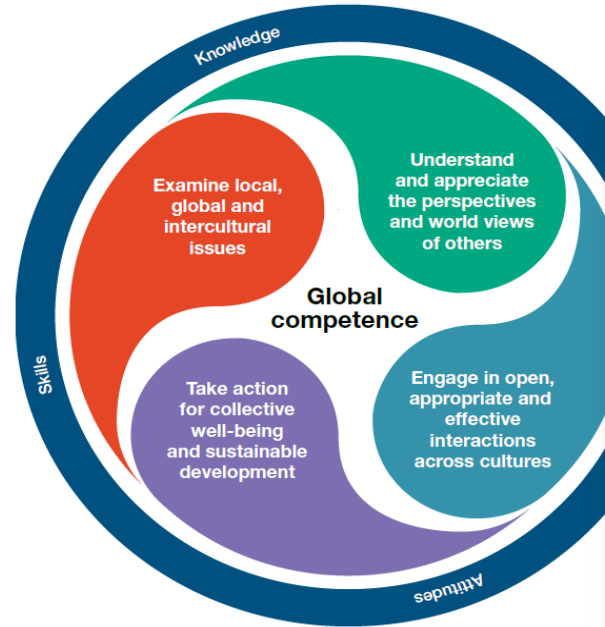 Knowledge
Examine local,
global and
intercultural
issues
Understand
and appreciate
the perspectives
and world views
of others
Global
competence
Skills
Take action
for collective
well-being
and sustainable
development
Engage in open,
appropriate and
effective
interactions
across cultures
Attitudes